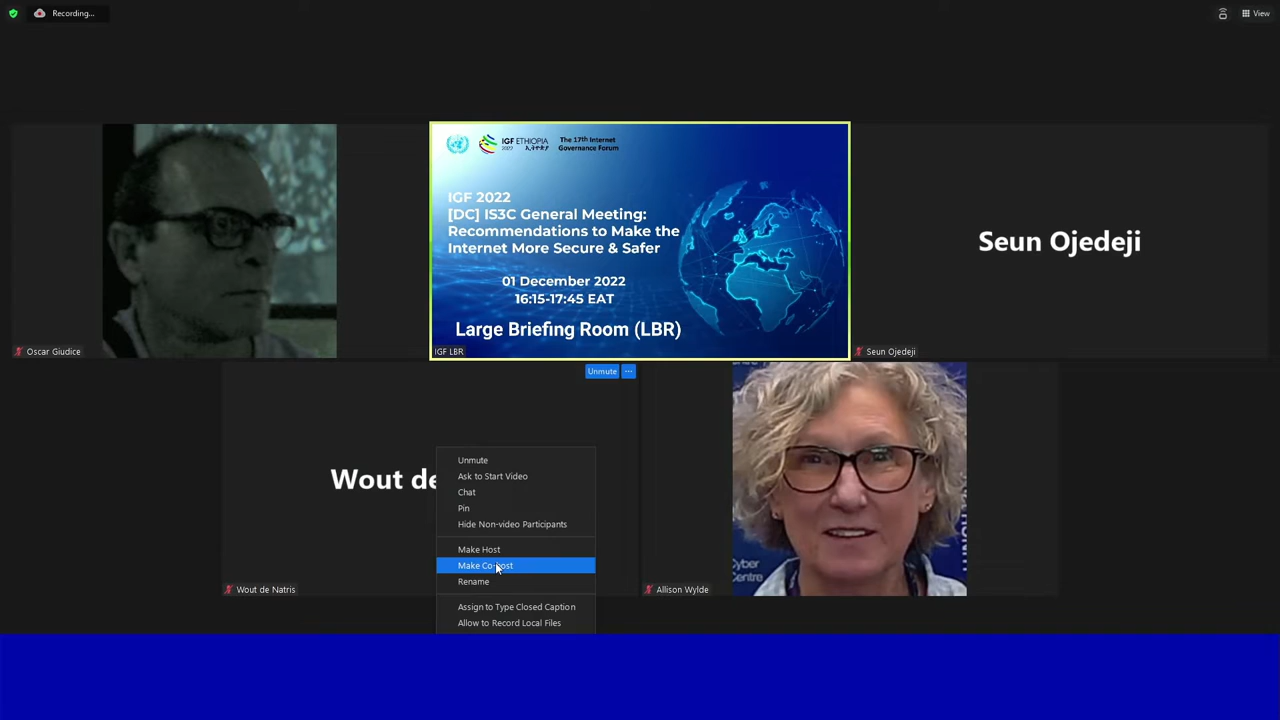 Recording...
View
IGF ETHIOPIA
2022 ኢትዮጵያ
The 17th Internet
Governance Forum
IGF 2022
[DC] IS3C General Meeting:
Recommendations to Make the
Internet More Secure & Safer
01 December 2022
16:15-17:45 EAT
Large Briefing Room (LBR)
IGF LBR
Oscar Giudice
Seun Ojedeji
Seun Ojedeji
Unmute
...
Wout de
Unmute
Ask to Start Video
Chat
Pin
Hide Non-video Participants
Make Host
Make Co-host
Rename
Assign to Type Closed Caption
Allow to Record Local Files
Wout de Natris
Cyber
Centre
Allison Wylde